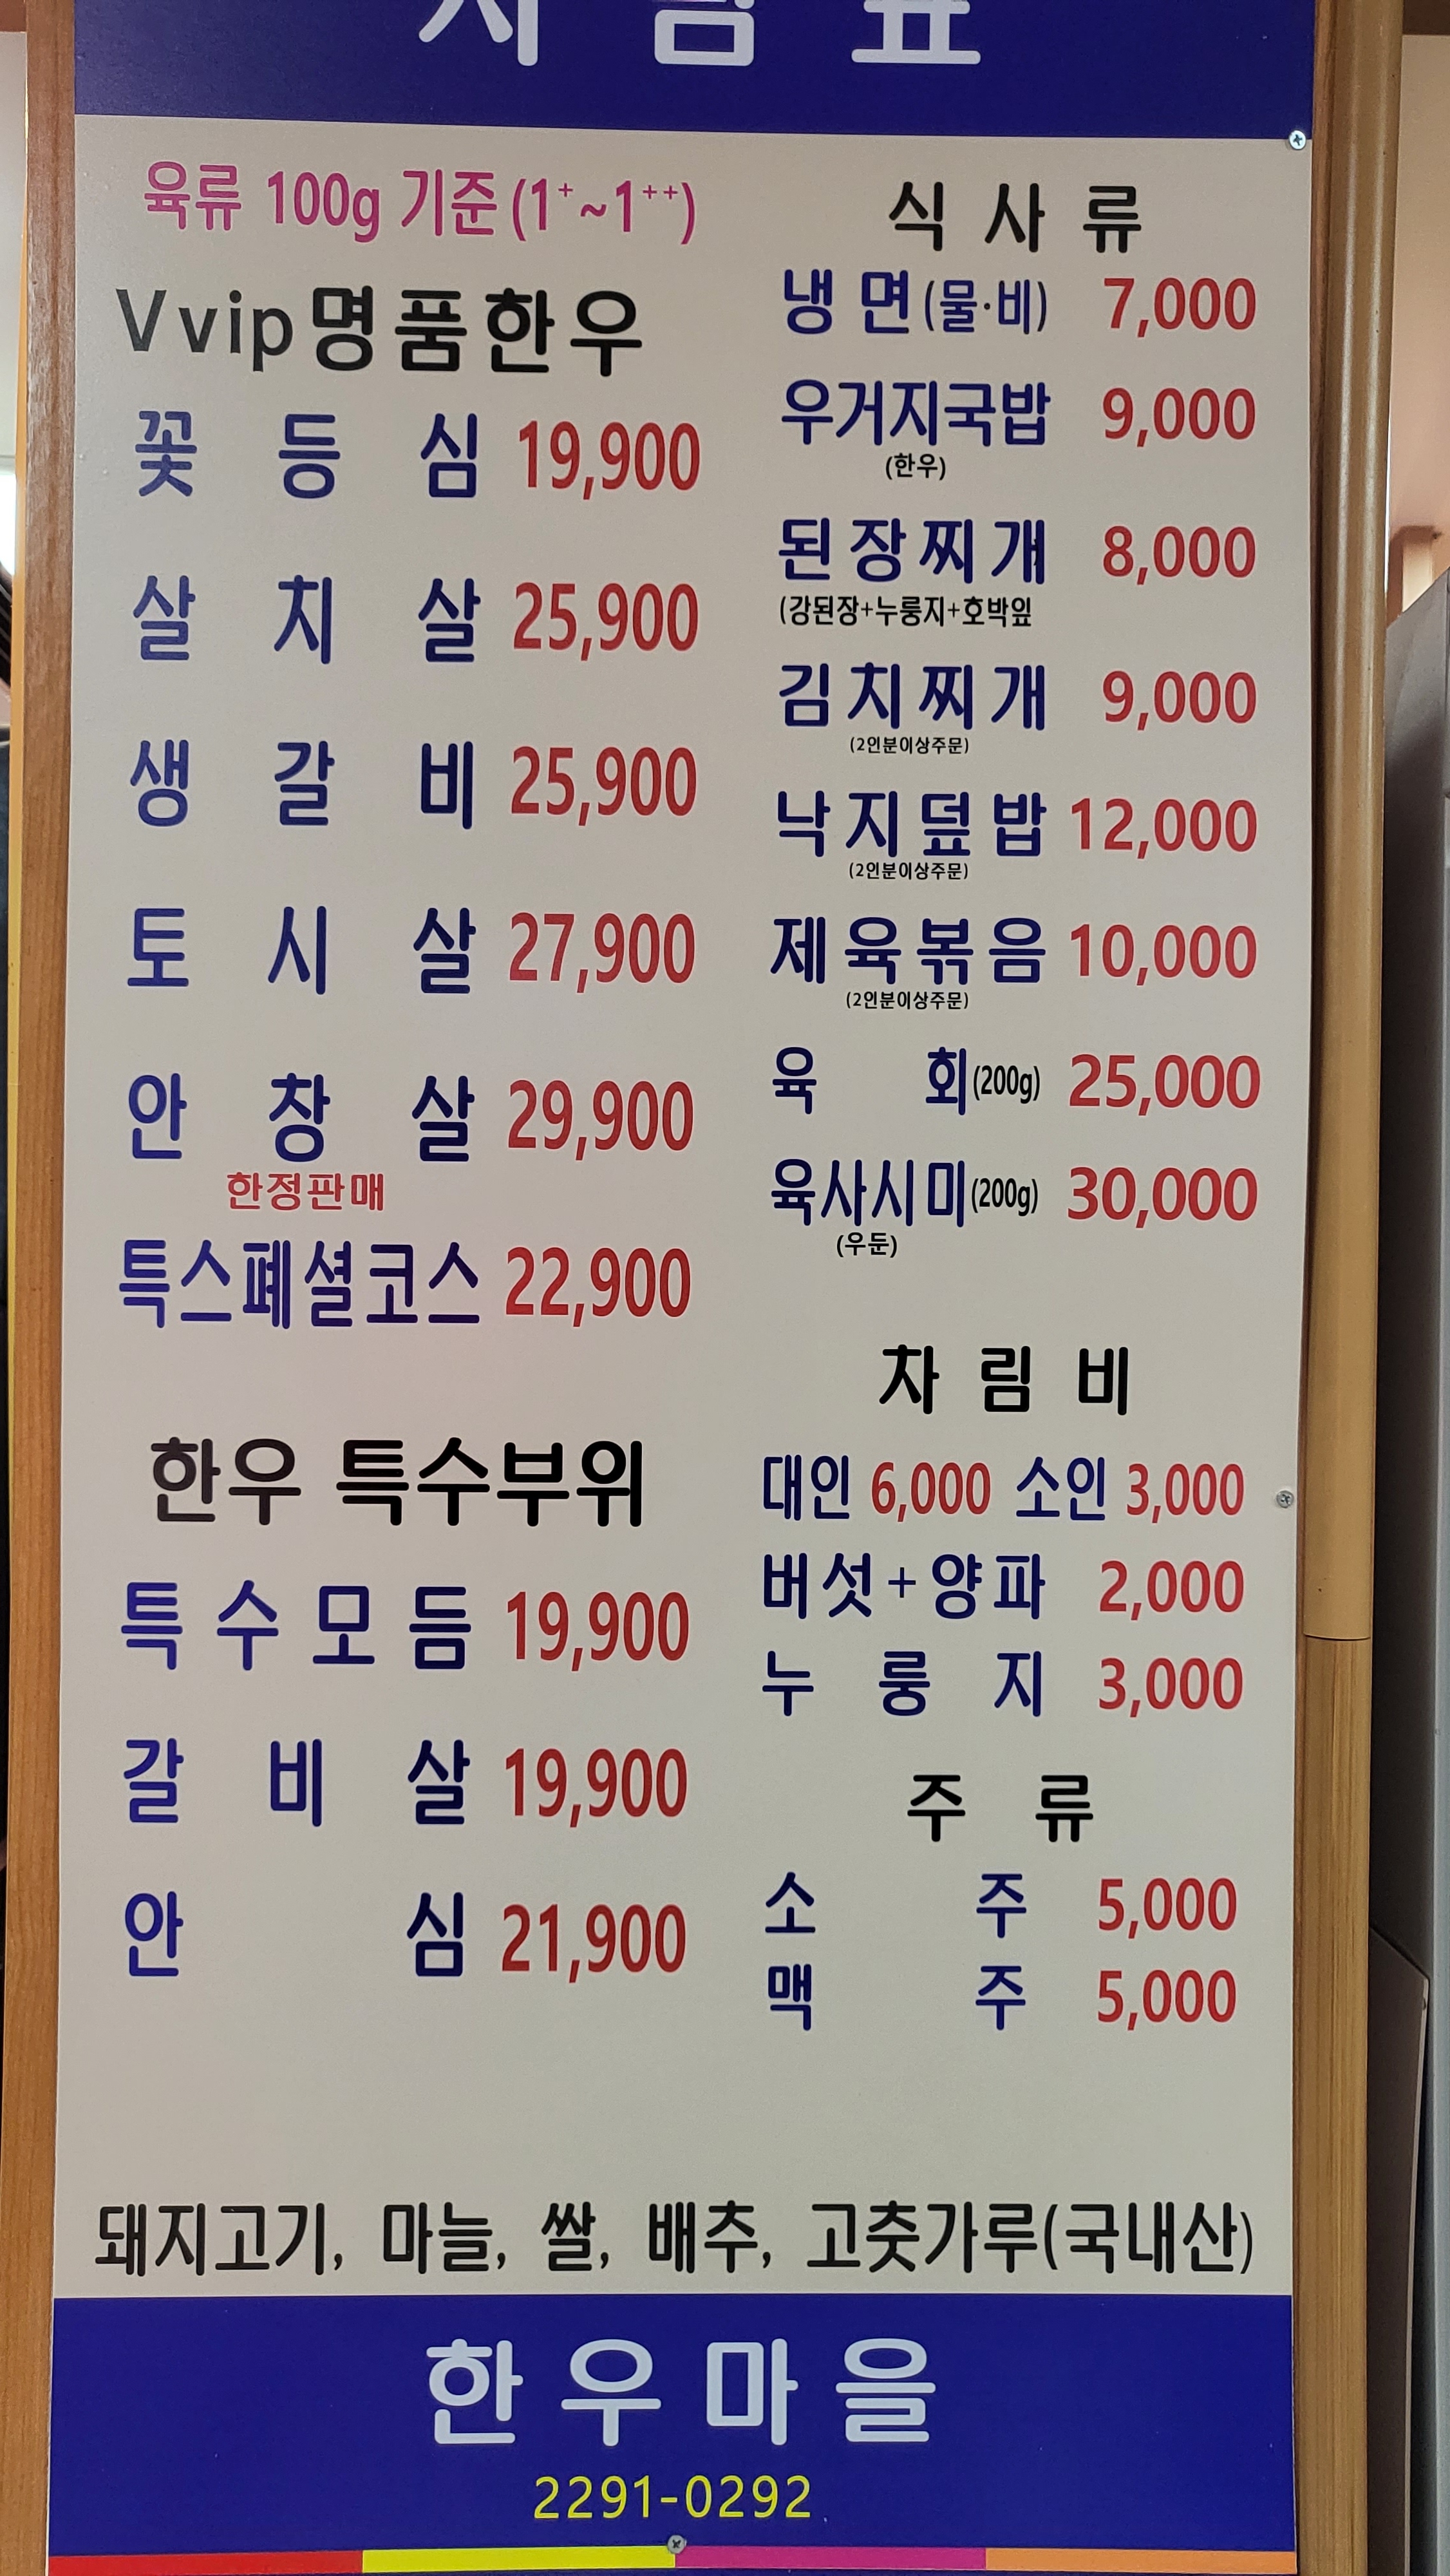 차림표
육류 100g 기준(1⁺~1⁺⁺)
Vvip명품한우
꽃등심 19,900
살치살 25,900
생갈비 25,900
토시살 27,900
안창살 29,900
한정판매
특스폐셜코스 22,900
한우 특수부위
특수모듬 19,900
갈비살 19,900
안심 21,900
식사류
냉면(물·비) 7,000
우거지국밥 9,000
(한우)
된장찌개 8,000
(강된장+누룽지+호박잎
김치찌개 9,000
(2인분이상주문)
낙지덮밥 12,000
(2인분이상주문)
제육볶음 10,000
(2인분이상주문)
육회(200g) 25,000
육사시미(200g) 30,000
(우둔)
차림비
대인 6,000 소인 3,000
버섯+양파 2,000
누룽지 3,000
주류
소주 5,000
맥주 5,000
돼지고기, 마늘, 쌀, 배추, 고춧가루(국내산)
한우마을
2291-0292